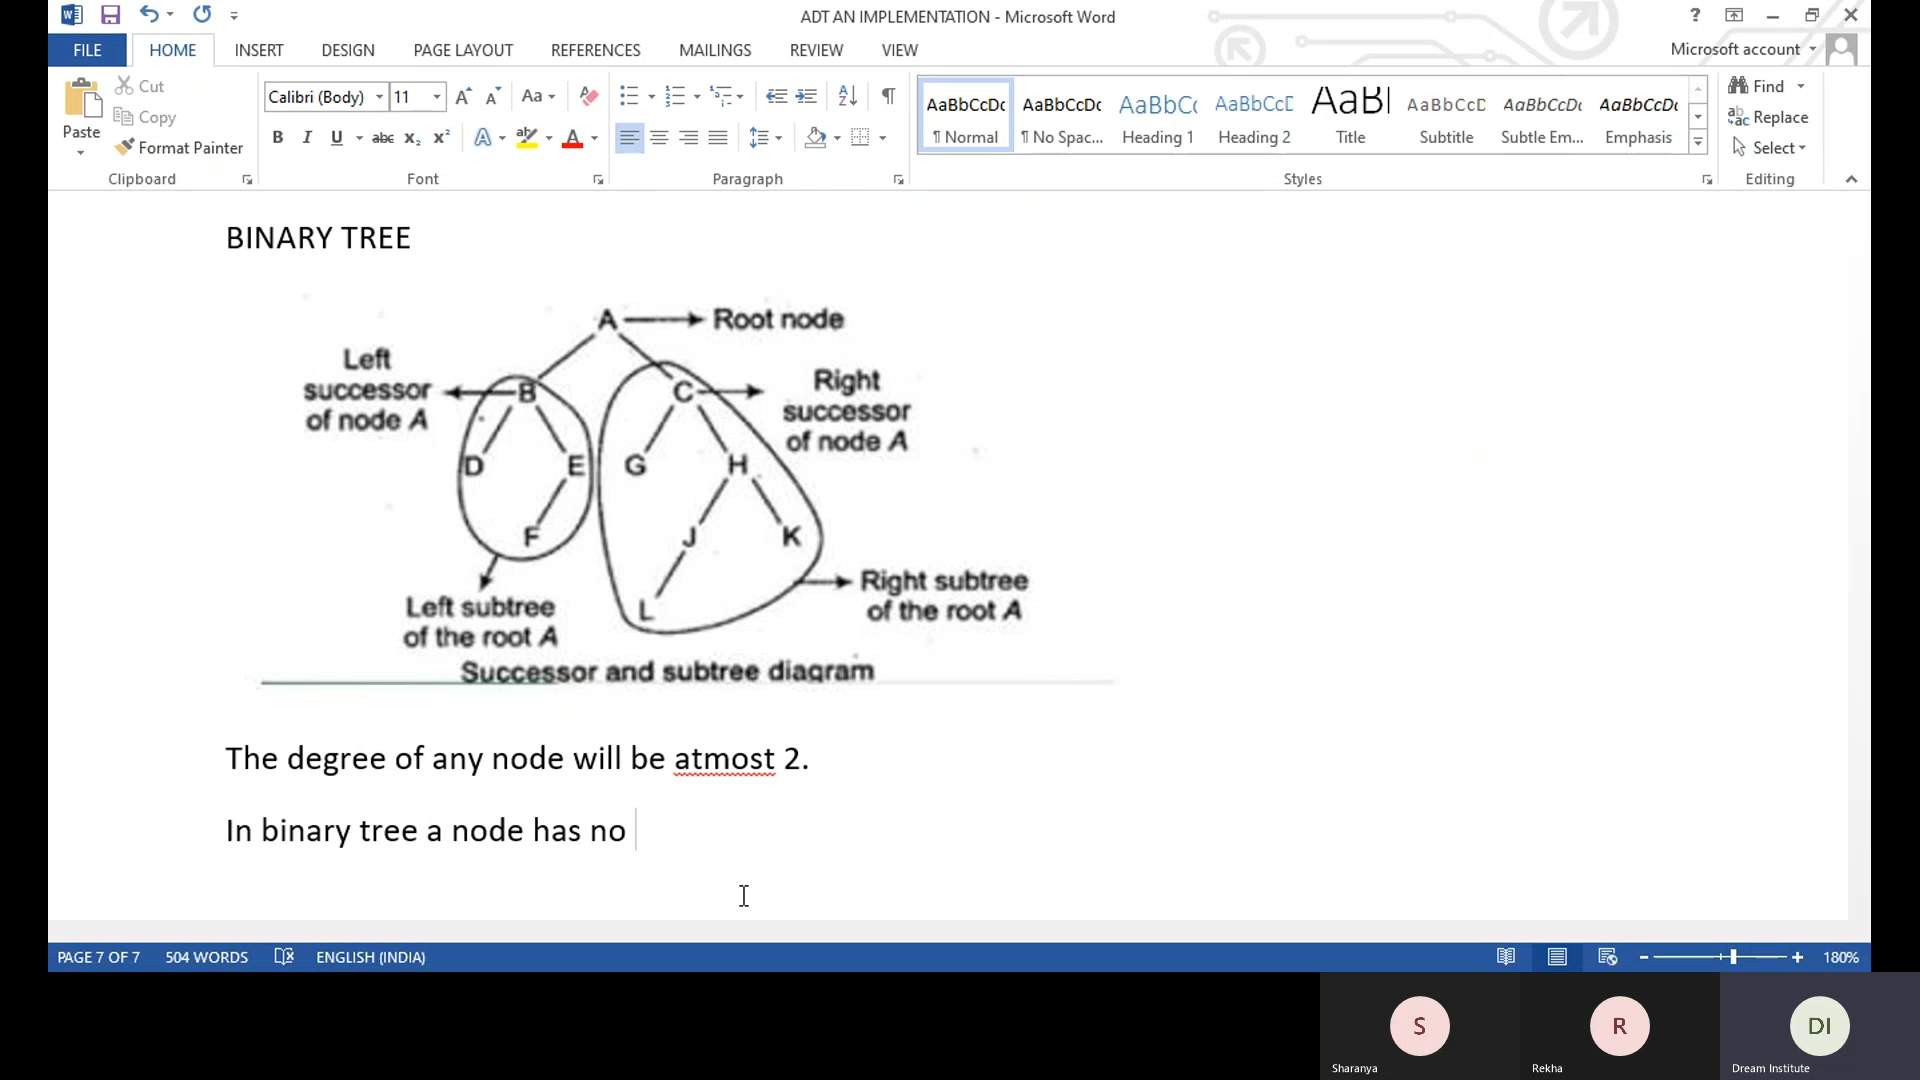 ADT AN IMPLEMENTATION - Microsoft Word
?
FILE HOME INSERT DESIGN PAGE LAYOUT REFERENCES MAILINGS REVIEW VIEW Microsoft account
Paste
Cut
Copy
Format Painter
Clipboard
Calibri (Body) 11 Aa
B I U abc x₂ x² A A
Font
Paragraph
AaBbCcDc AaBbCcDc AaBbCc AaBbCcD AaBl AaBbCcD AaBbCcDc AaBbCcDc
¶ Normal ¶ No Spac... Heading 1 Heading 2 Title Subtitle Subtle Em... Emphasis
Styles
Find
Replace
Select
Editing
BINARY TREE
A Root node
Left
successor
of node A
B
C
Right
successor
of node A
D E G H
F J K
L
Left subtree
of the root A
Right subtree
of the root A
Successor and subtree diagram
The degree of any node will be atmost 2.
In binary tree a node has no
PAGE 7 OF 7 504 WORDS ENGLISH (INDIA) 180%
S R DI
Sharanya Rekha Dream Institute